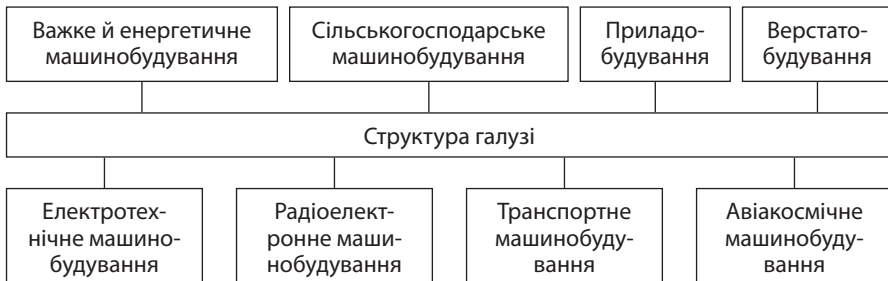 Важке й енергетичне
машинобудування
Сільськогосподарське
машинобудування
Приладо-
будування
Верстато-
будування
Структура галузі
Електротех-
нічне машино-
будування
Радіоелект-
ронне маши-
нобудування
Транспортне
машинобуду-
вання
Авіакосмічне
машинобуду-
вання